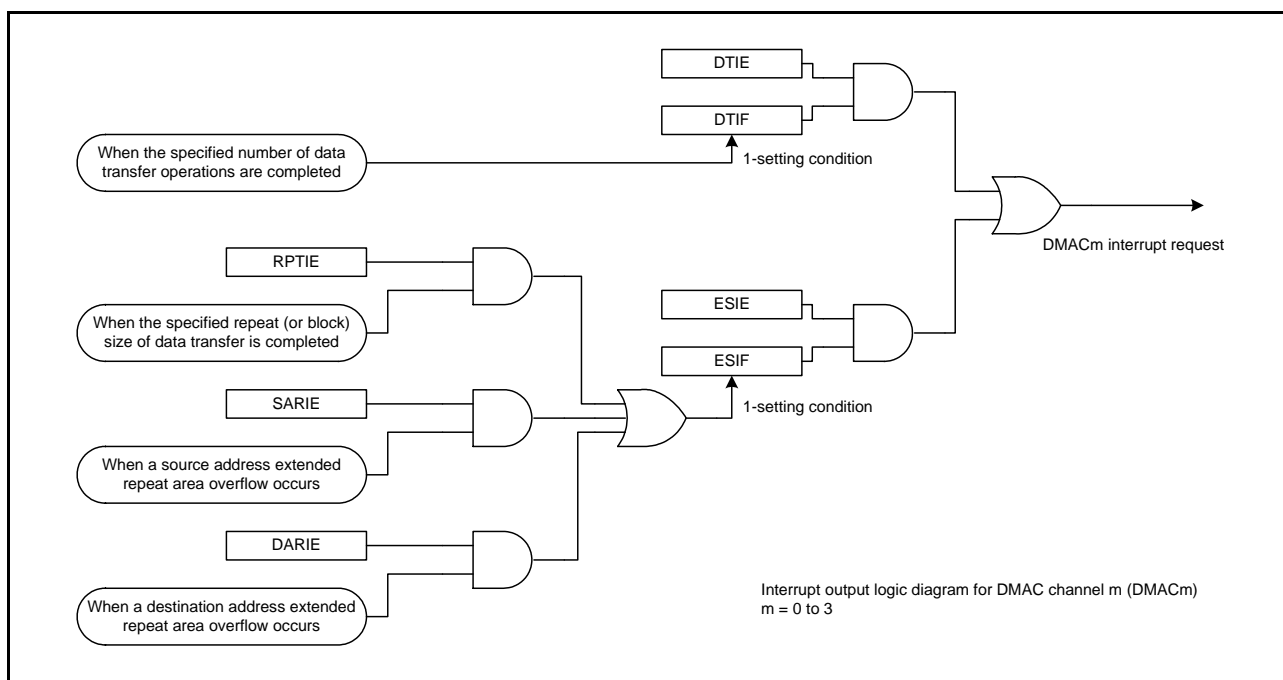 DTIE
DTIF
When the specified number of data
transfer operations are completed
1-setting condition
DMACm interrupt request
RPTIE
When the specified repeat (or block)
size of data transfer is completed
ESIE
ESIF
1-setting condition
SARIE
When a source address extended
repeat area overflow occurs
DARIE
When a destination address extended
repeat area overflow occurs
Interrupt output logic diagram for DMAC channel m (DMACm)
m = 0 to 3